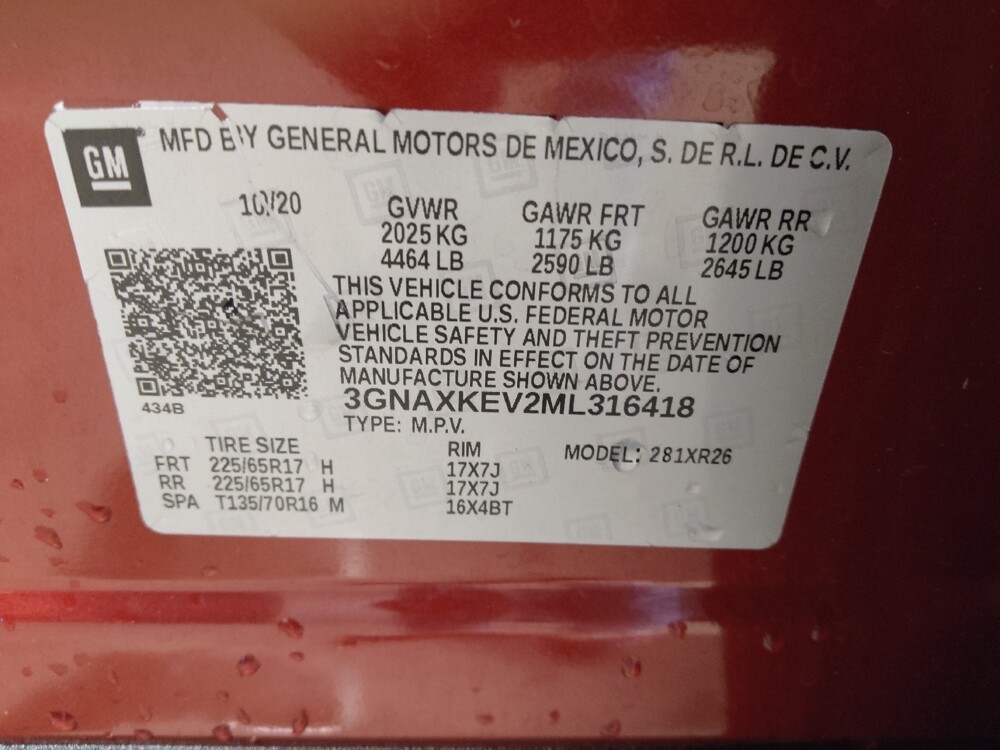 GM
MFD BY GENERAL MOTORS DE MEXICO, S. DE R.L. DE C.V.
10/20 GVWR GAWR FRT GAWR RR
2025 KG 1175 KG 1200 KG
4464 LB 2590 LB 2645 LB
THIS VEHICLE CONFORMS TO ALL
APPLICABLE U.S. FEDERAL MOTOR
VEHICLE SAFETY AND THEFT PREVENTION
STANDARDS IN EFFECT ON THE DATE OF
MANUFACTURE SHOWN ABOVE.
434B
3GNAXKEV2ML316418
TYPE: M.P.V.
TIRE SIZE RIM MODEL: 281XR26
FRT 225/65R17 H 17X7J
RR 225/65R17 H 17X7J
SPA T135/70R16 M 16X4BT